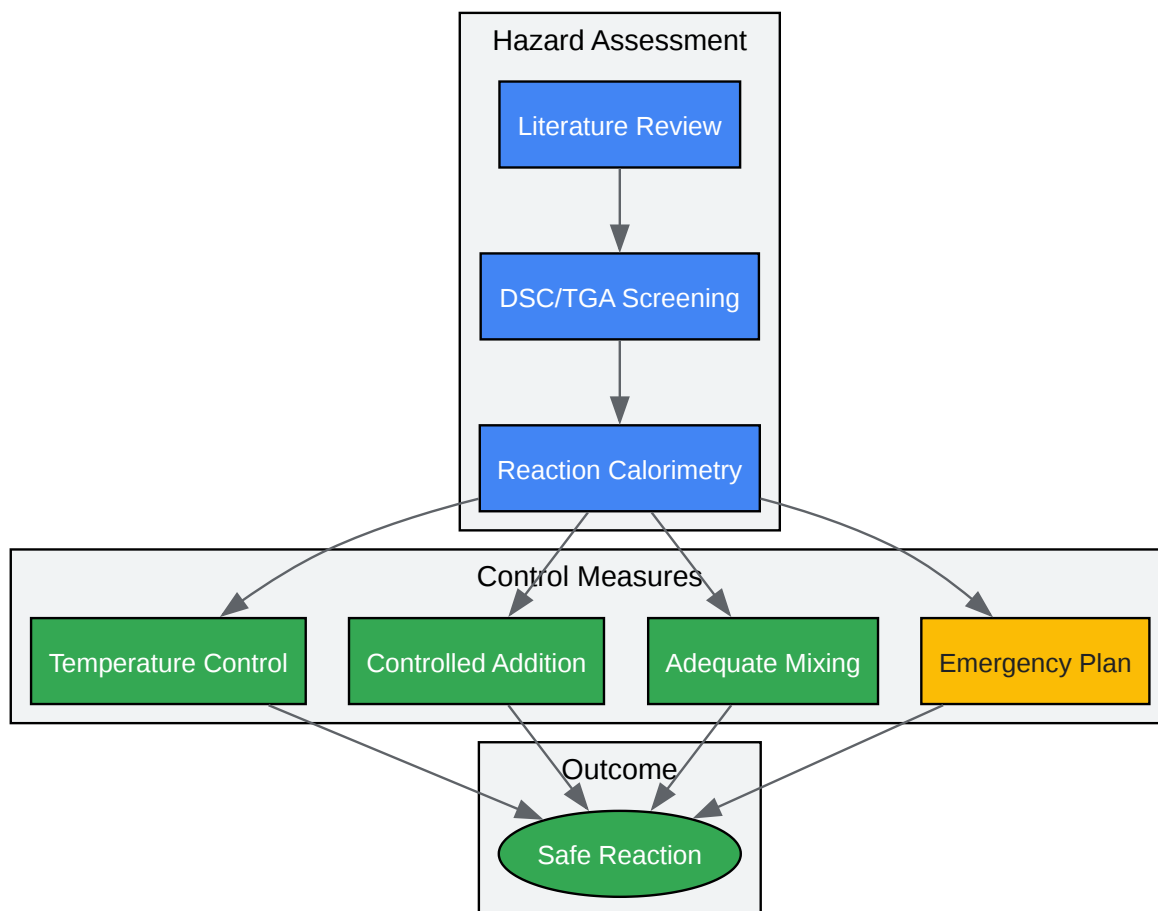 Hazard Assessment
Literature Review
DSC/TGA Screening
Reaction Calorimetry
Control Measures
Temperature Control
Controlled Addition
Adequate Mixing
Emergency Plan
Outcome
Safe Reaction